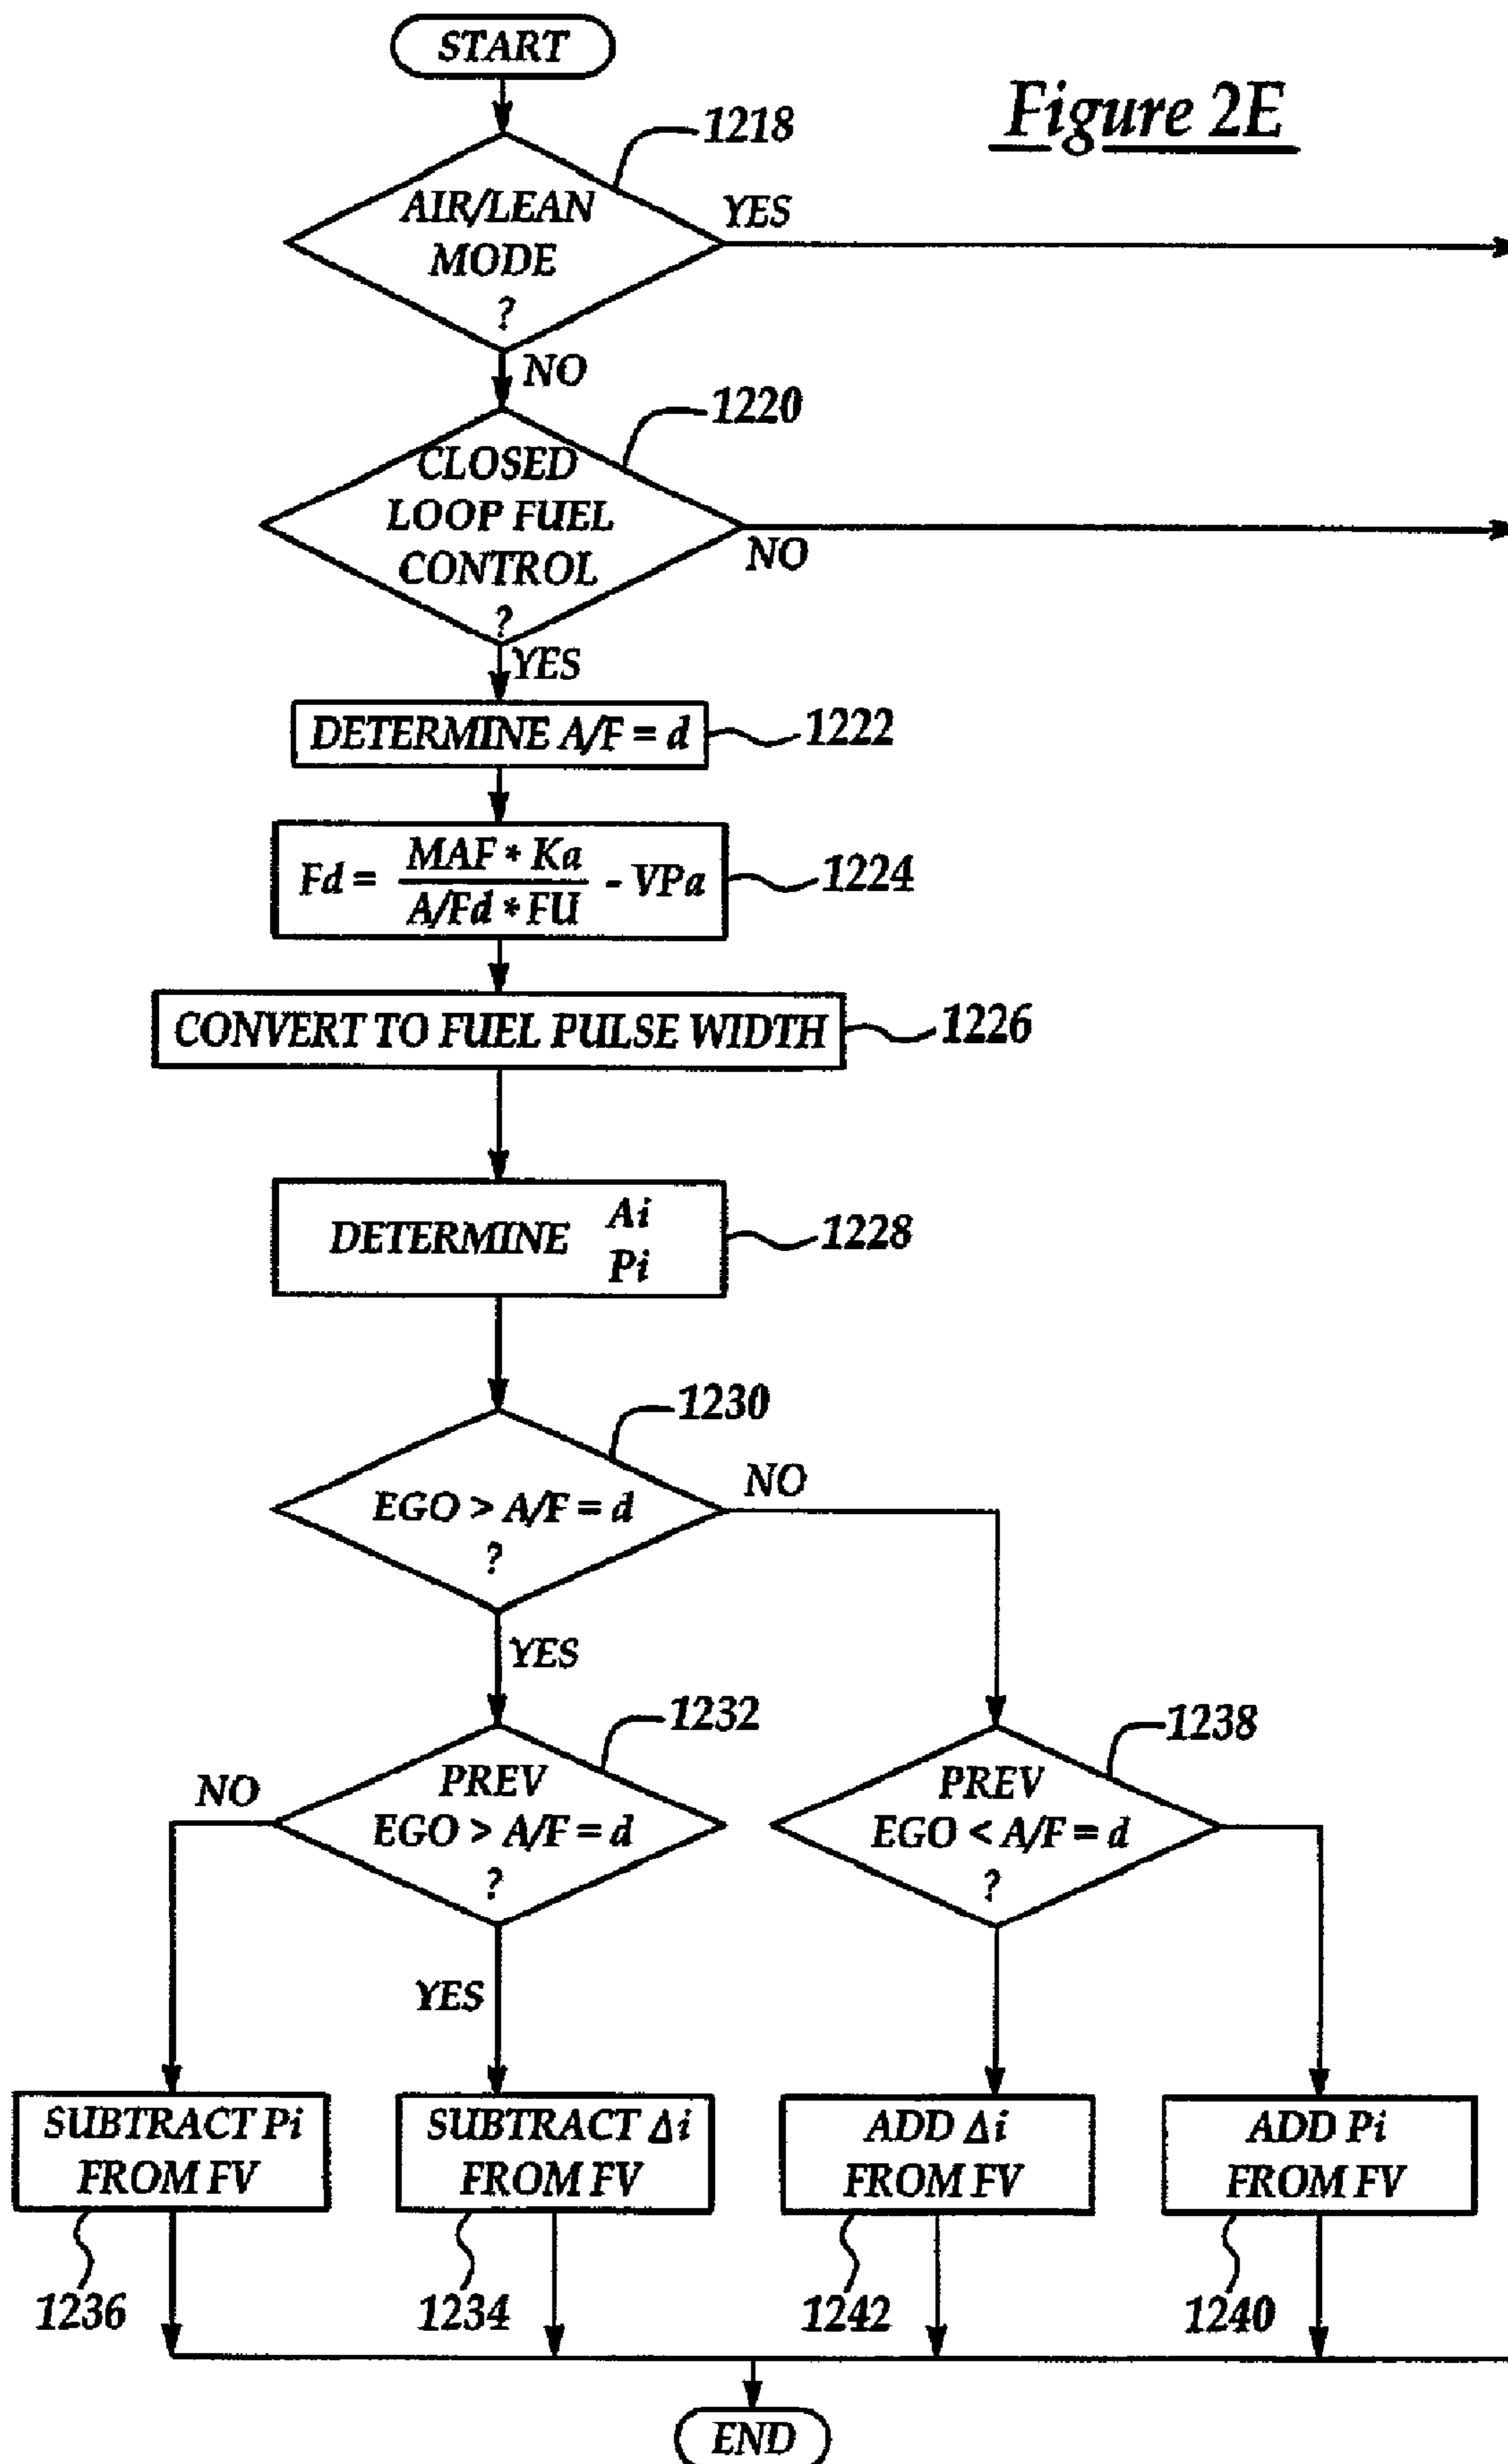 START
Figure 2E
1218
AIR/LEAN
MODE
?
YES
NO
1220
CLOSED
LOOP FUEL
CONTROL
?
NO
YES
DETERMINE A/F = d
1222
Fd = MAF * Ka / A/Fd * FU - VPa
1224
CONVERT TO FUEL PULSE WIDTH
1226
DETERMINE
Ai
Pi
1228
1230
EGO > A/F = d
?
NO
YES
1232
PREV
EGO > A/F = d
?
NO
YES
1238
PREV
EGO < A/F = d
?
SUBTRACT Pi
FROM FV
SUBTRACT Δi
FROM FV
ADD Δi
FROM FV
ADD Pi
FROM FV
1236
1234
1242
1240
END